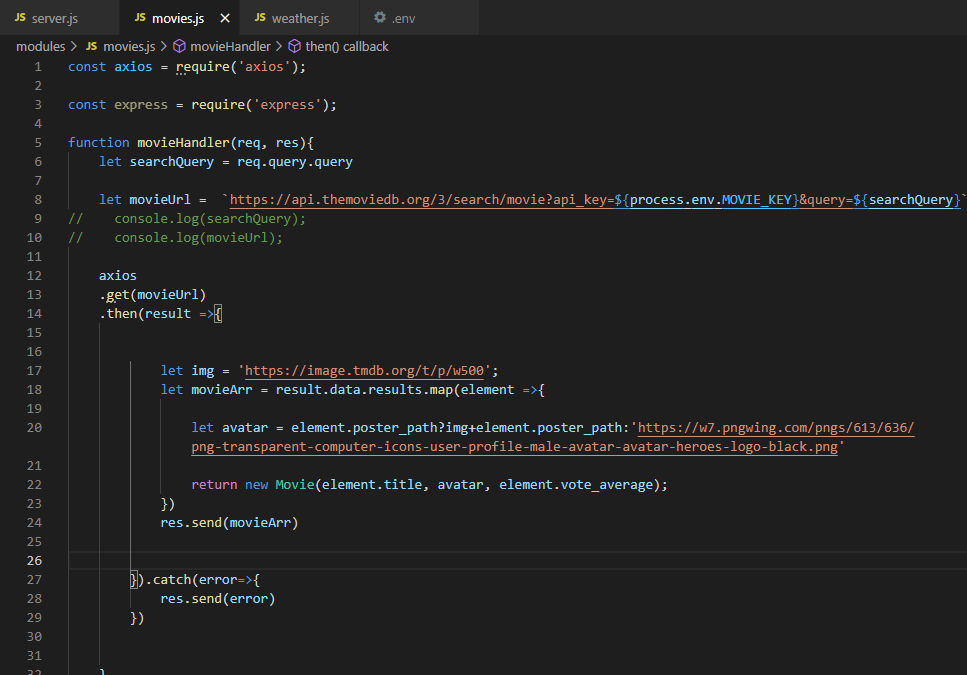 JS server.js JS movies.js × JS weather.js .env
modules > JS movies.js > movieHandler > then() callback
1 const axios = require('axios');
2
3 const express = require('express');
4
5 function movieHandler(req, res){
6 let searchQuery = req.query.query
7
8 let movieUrl =  `https://api.themoviedb.org/3/search/movie?api_key=${process.env.MOVIE_KEY}&query=${searchQuery}`
9 //    console.log(searchQuery);
10 //    console.log(movieUrl);
11
12 axios
13 .get(movieUrl)
14 .then(result =>{
15
16
17 let img = 'https://image.tmdb.org/t/p/w500';
18 let movieArr = result.data.results.map(element =>{
19
20 let avatar = element.poster_path?img+element.poster_path:'https://w7.pngwing.com/pngs/613/636/
png-transparent-computer-icons-user-profile-male-avatar-avatar-heroes-logo-black.png'
21
22 return new Movie(element.title, avatar, element.vote_average);
23 })
24 res.send(movieArr)
25
26
27 }).catch(error=>{
28 res.send(error)
29 })
30
31
32 }